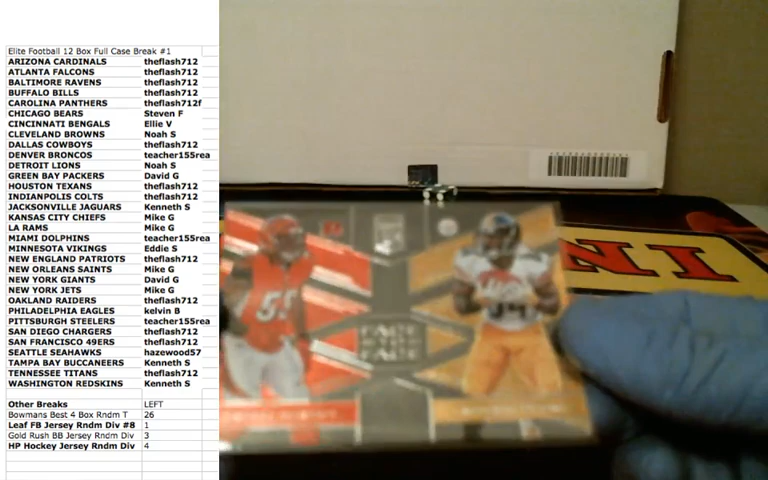 Elite Football 12 Box Full Case Break #1
ARIZONA CARDINALS theflash712
ATLANTA FALCONS theflash712
BALTIMORE RAVENS theflash712
BUFFALO BILLS theflash712
CAROLINA PANTHERS theflash712f
CHICAGO BEARS Steven F
CINCINNATI BENGALS Ellie V
CLEVELAND BROWNS Noah S
DALLAS COWBOYS theflash712
DENVER BRONCOS teacher155rea
DETROIT LIONS Noah S
GREEN BAY PACKERS David G
HOUSTON TEXANS theflash712
INDIANPOLIS COLTS theflash712
JACKSONVILLE JAGUARS Kenneth S
KANSAS CITY CHIEFS Mike G
LA RAMS Mike G
MIAMI DOLPHINS teacher155rea
MINNESOTA VIKINGS Eddie S
NEW ENGLAND PATRIOTS theflash712
NEW ORLEANS SAINTS Mike G
NEW YORK GIANTS David G
NEW YORK JETS Mike G
OAKLAND RAIDERS theflash712
PHILADELPHIA EAGLES kelvin B
PITTSBURGH STEELERS teacher155rea
SAN DIEGO CHARGERS theflash712
SAN FRANCISCO 49ERS theflash712
SEATTLE SEAHAWKS hazewood57
TAMPA BAY BUCCANEERS Kenneth S
TENNESSEE TITANS theflash712
WASHINGTON REDSKINS Kenneth S
Other Breaks LEFT
Bowmans Best 4 Box Rndm T 26
Leaf FB Jersey Rndm Div #8 1
Gold Rush BB Jersey Rndm Div 3
HP Hockey Jersey Rndm Div 4
FACE
TO
FACE